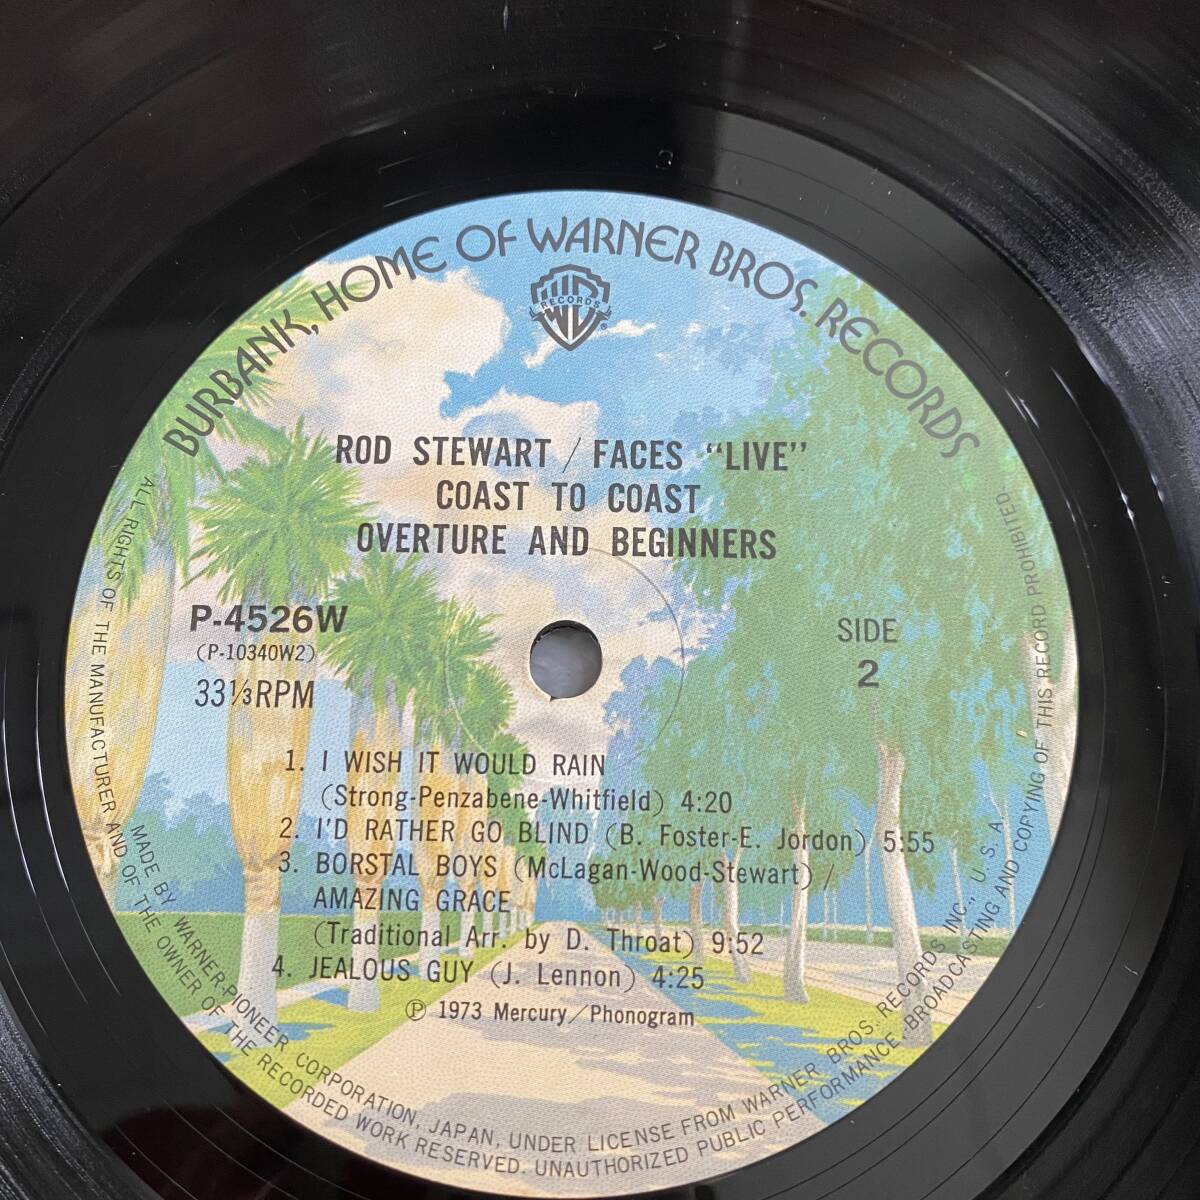 BURBANK, HOME OF WARNER BROS. RECORDS
WB
RECORDS
®
ROD STEWART / FACES “LIVE”
COAST TO COAST
OVERTURE AND BEGINNERS
P-4526W
(P-10340W2)
33⅓RPM
SIDE
2
1. I WISH IT WOULD RAIN
(Strong-Penzabene-Whitfield) 4:20
2. I'D RATHER GO BLIND (B. Foster-E. Jordon) 5:55
3. BORSTAL BOYS (McLagan-Wood-Stewart) /
AMAZING GRACE
(Traditional Arr. by D. Throat) 9:52
4. JEALOUS GUY (J. Lennon) 4:25
Ⓟ 1973 Mercury/Phonogram
MADE BY WARNER-PIONEER CORPORATION, JAPAN, UNDER LICENSE FROM WARNER BROS. RECORDS INC., U. S. A
ALL RIGHTS OF THE MANUFACTURER AND OF THE OWNER OF THE RECORDED WORK RESERVED. UNAUTHORIZED PUBLIC PERFORMANCE, BROADCASTING AND COPYING OF THIS RECORD PROHIBITED.